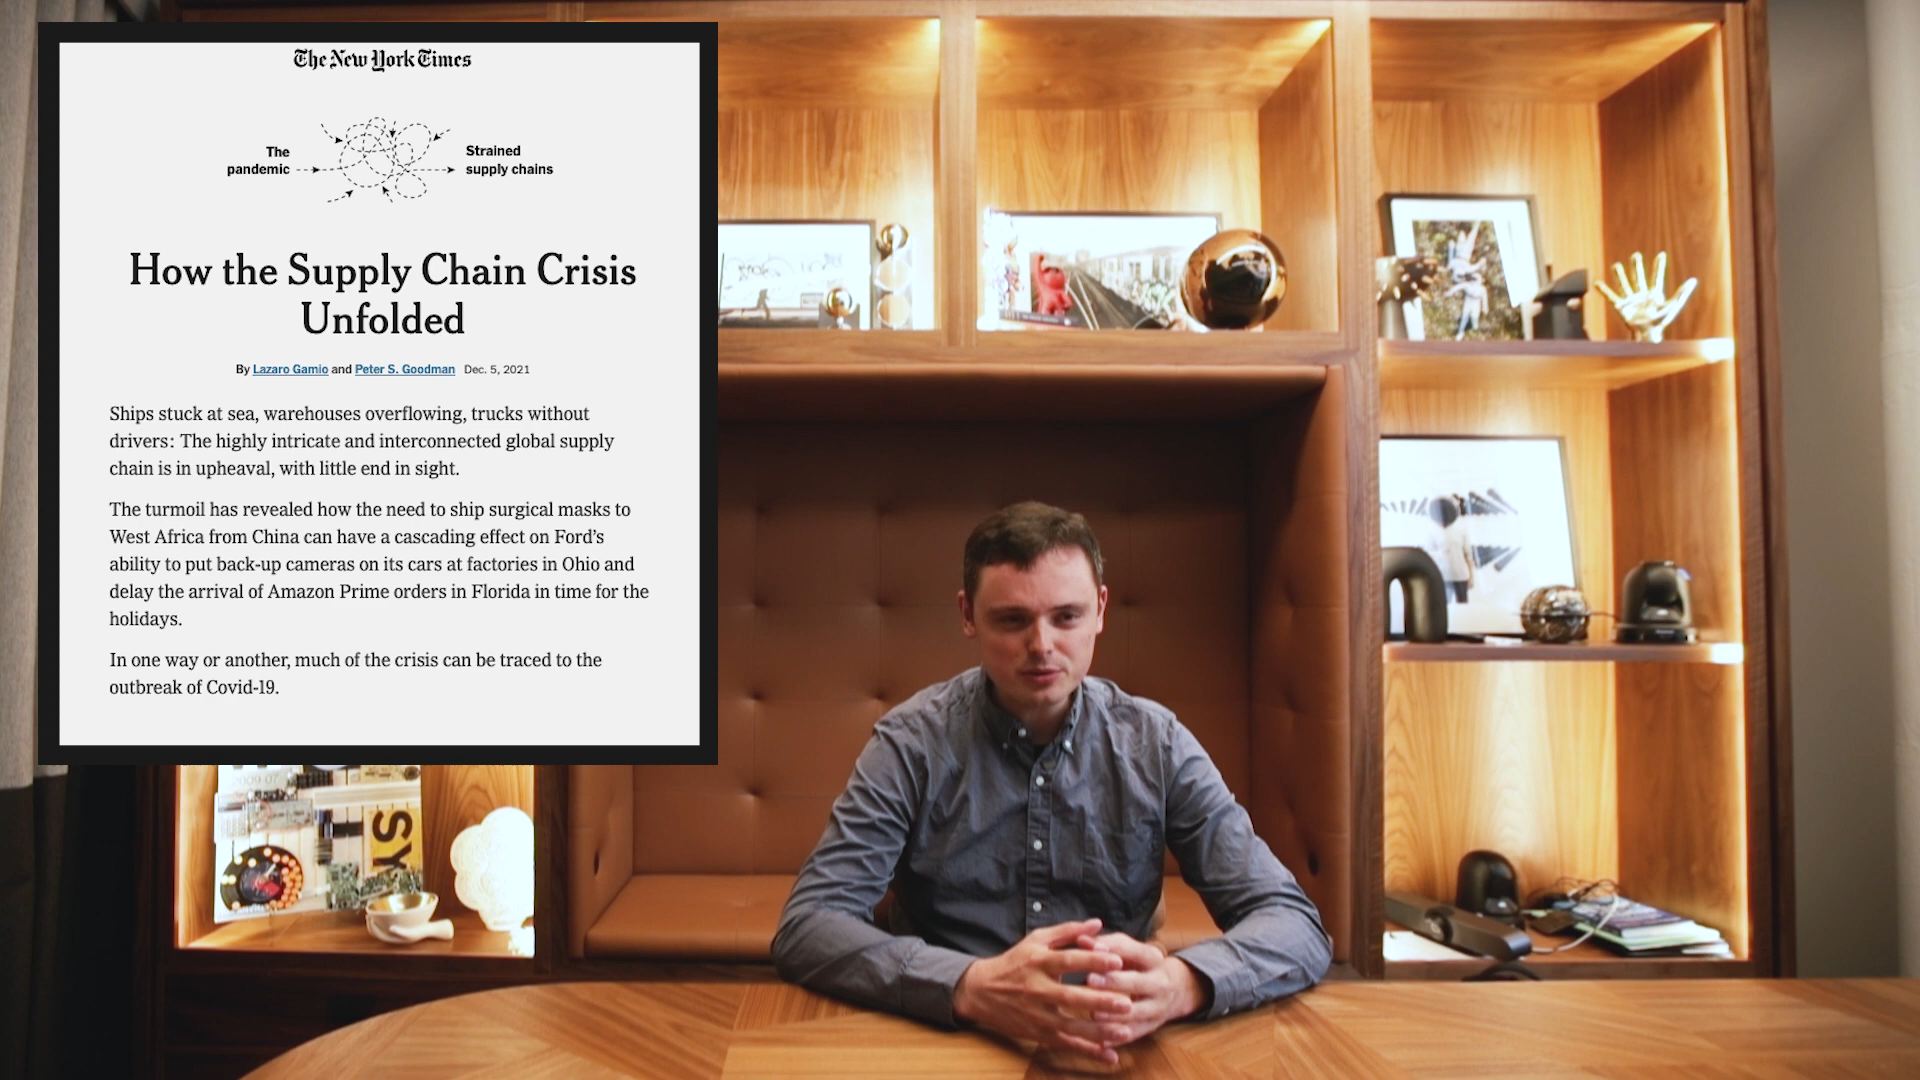 The New York Times
The
pandemic
Strained
supply chains
How the Supply Chain Crisis
Unfolded
By Lazaro Gamio and Peter S. Goodman Dec. 5, 2021
Ships stuck at sea, warehouses overflowing, trucks without
drivers: The highly intricate and interconnected global supply
chain is in upheaval, with little end in sight.
The turmoil has revealed how the need to ship surgical masks to
West Africa from China can have a cascading effect on Ford’s
ability to put back-up cameras on its cars at factories in Ohio and
delay the arrival of Amazon Prime orders in Florida in time for the
holidays.
In one way or another, much of the crisis can be traced to the
outbreak of Covid-19.
SY